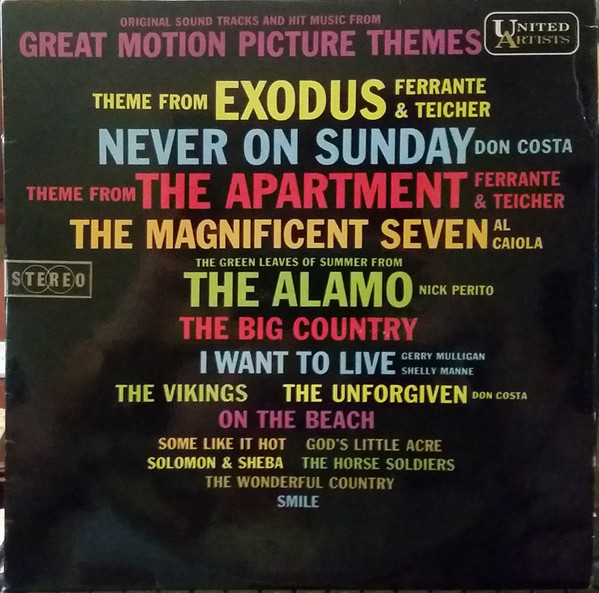 ORIGINAL SOUND TRACKS AND HIT MUSIC FROM
GREAT MOTION PICTURE THEMES
UNITED ARTISTS
THEME FROM EXODUS FERRANTE & TEICHER
NEVER ON SUNDAY DON COSTA
THEME FROM THE APARTMENT FERRANTE & TEICHER
THE MAGNIFICENT SEVEN AL CAIOLA
STEREO
THE GREEN LEAVES OF SUMMER FROM
THE ALAMO NICK PERITO
THE BIG COUNTRY
I WANT TO LIVE GERRY MULLIGAN SHELLY MANNE
THE VIKINGS THE UNFORGIVEN DON COSTA
ON THE BEACH
SOME LIKE IT HOT GOD'S LITTLE ACRE
SOLOMON & SHEBA THE HORSE SOLDIERS
THE WONDERFUL COUNTRY
SMILE